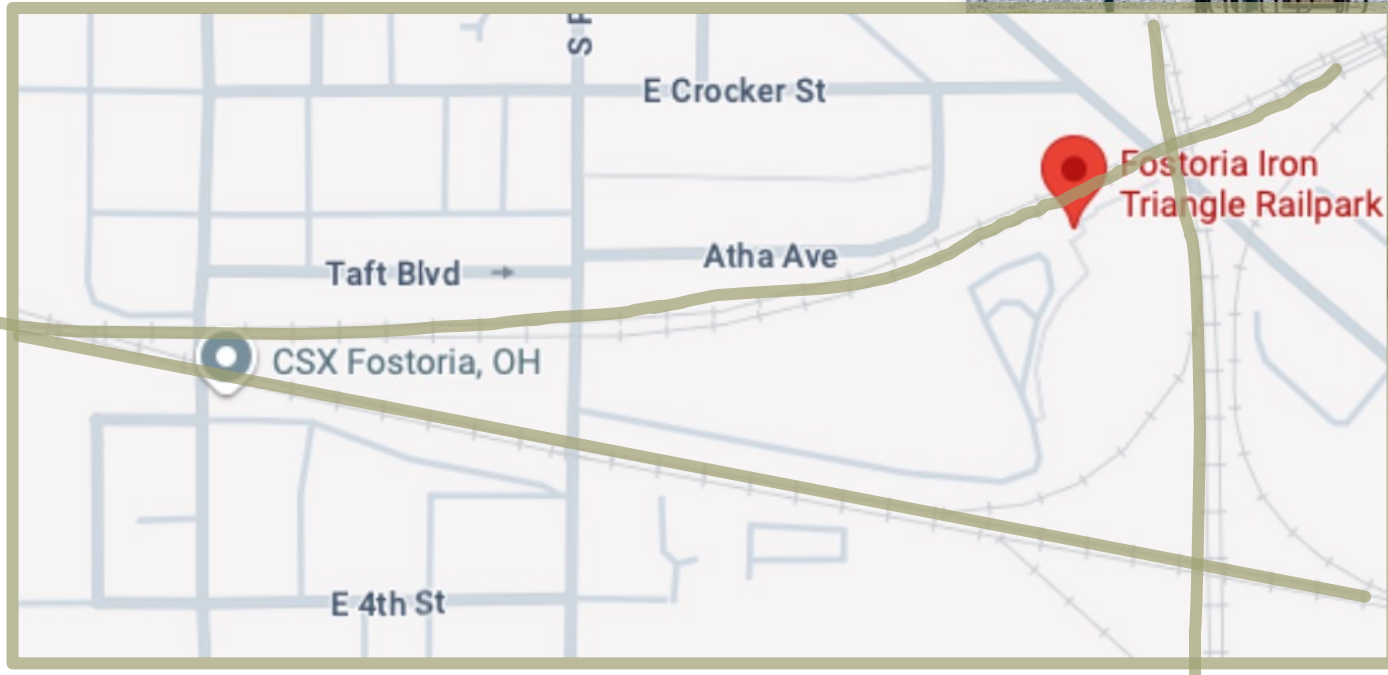 S F
E Crocker St
Fostoria Iron
Triangle Railpark
Atha Ave
Taft Blvd
CSX Fostoria, OH
E 4th St